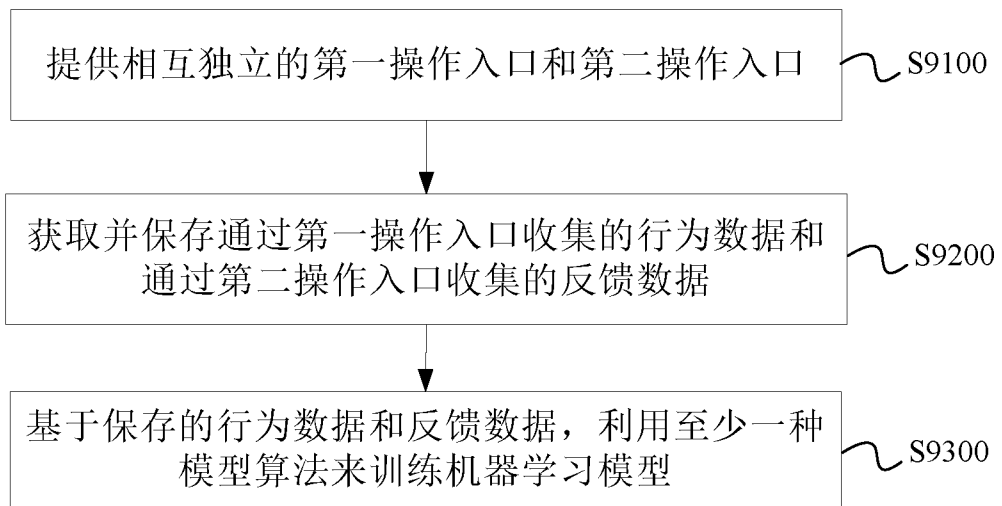 提供相互独立的第一操作入口和第二操作入口
S9100
获取并保存通过第一操作入口收集的行为数据和
通过第二操作入口收集的反馈数据
S9200
基于保存的行为数据和反馈数据，利用至少一种
模型算法来训练机器学习模型
S9300